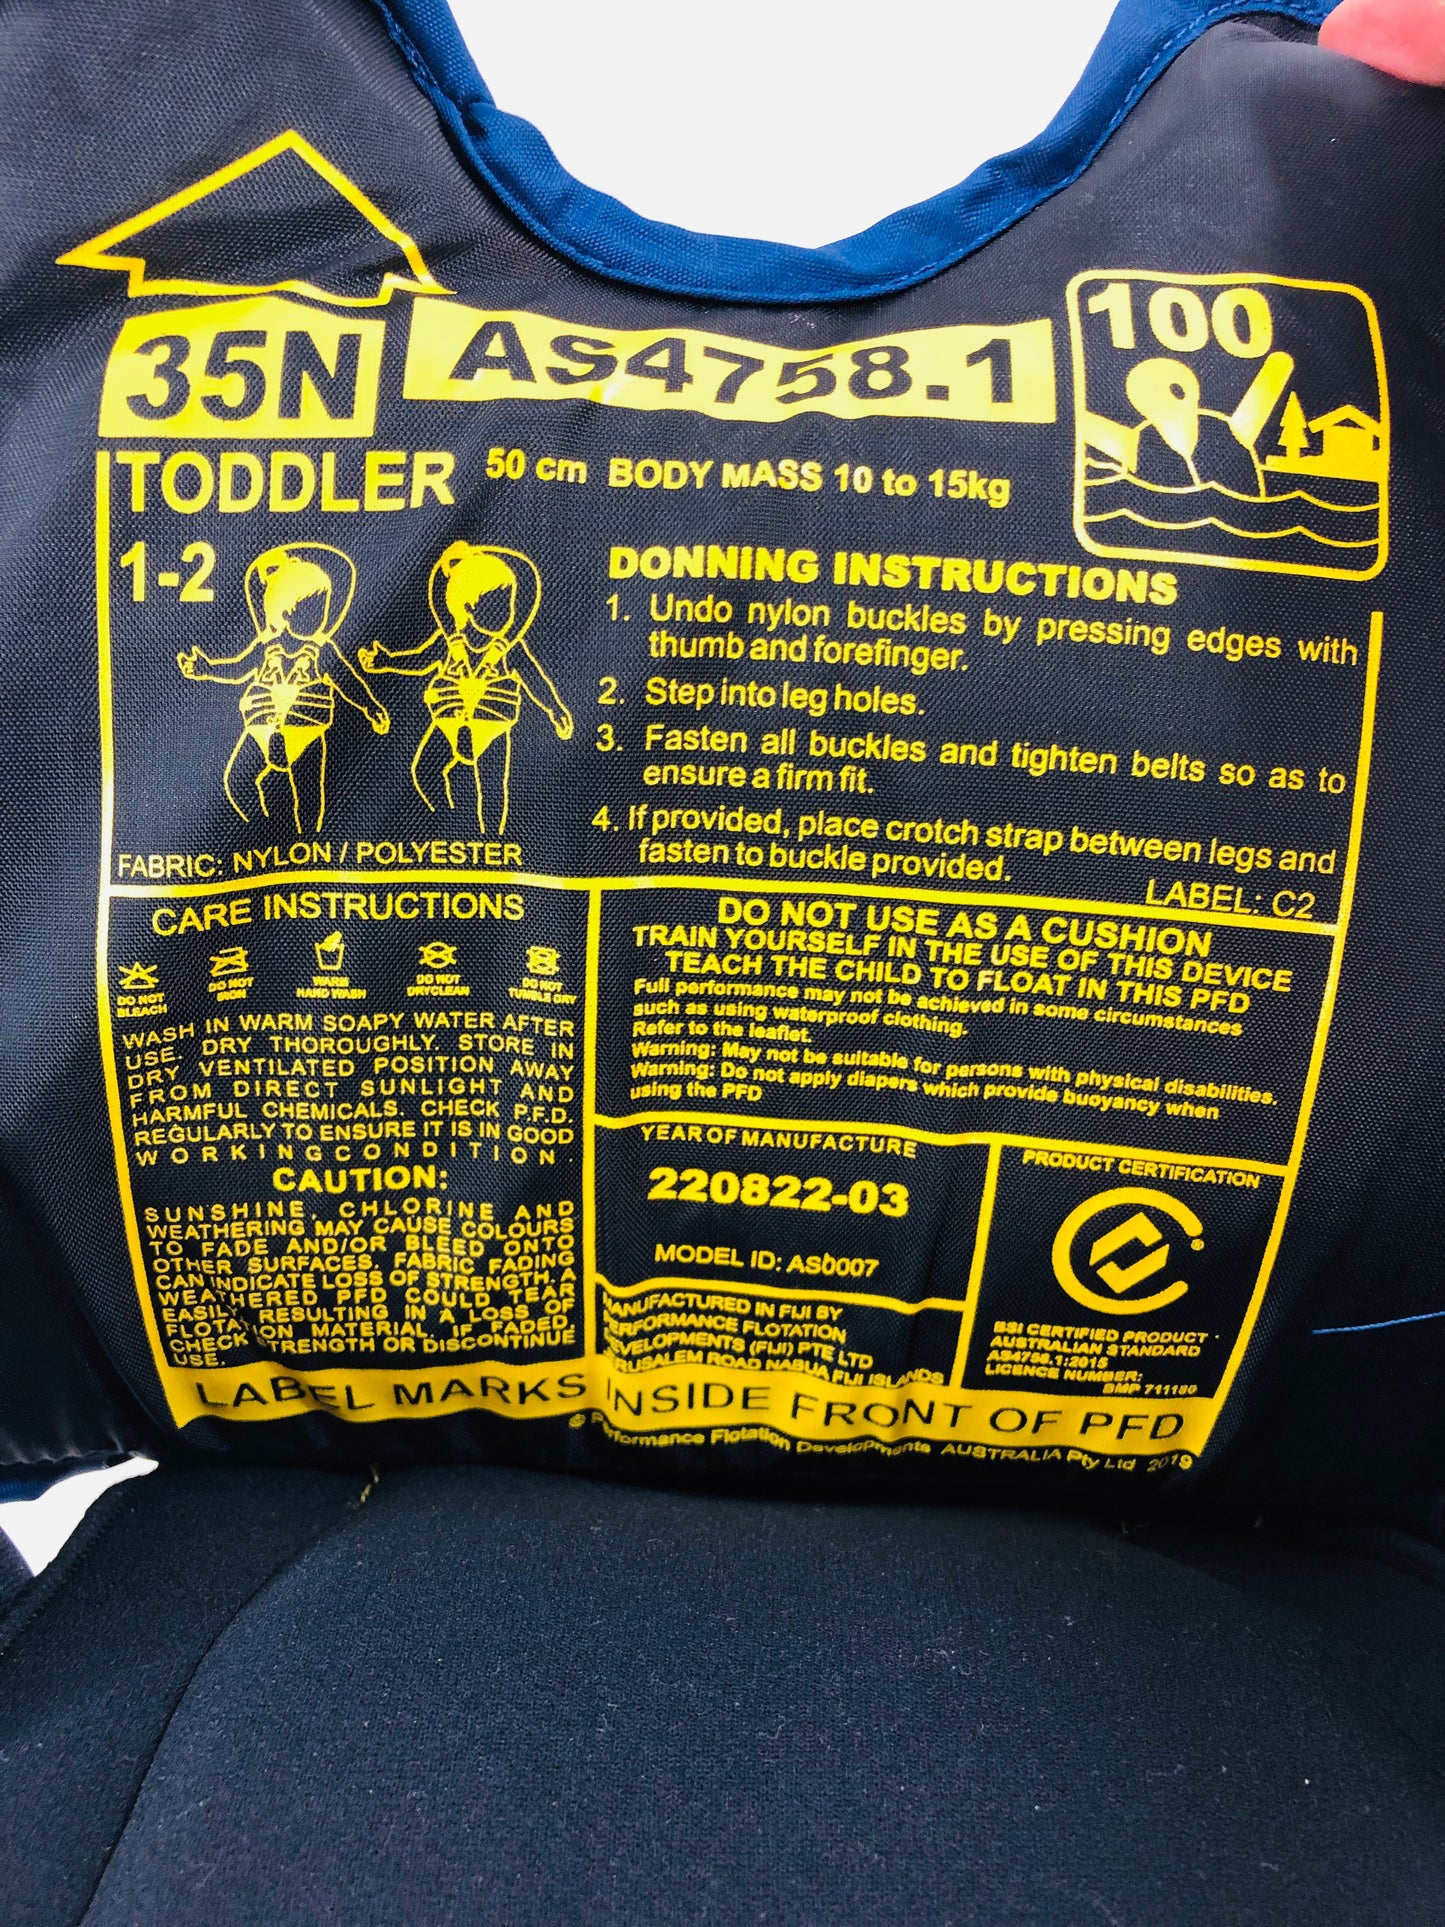 35N
AS4758.1
100
TODDLER
50 cm BODY MASS 10 to 15kg
1-2
DONNING INSTRUCTIONS
1. Undo nylon buckles by pressing edges with
thumb and forefinger.
2. Step into leg holes.
3. Fasten all buckles and tighten belts so as to
ensure a firm fit.
4. If provided, place crotch strap between legs and
fasten to buckle provided.
LABEL: C2
FABRIC: NYLON / POLYESTER
CARE INSTRUCTIONS
DO NOT
BLEACH
DO NOT
IRON
WARM
HAND WASH
DO NOT
DRYCLEAN
DO NOT
TUMBLE DRY
WASH IN WARM SOAPY WATER AFTER
USE. DRY THOROUGHLY. STORE IN
DRY VENTILATED POSITION AWAY
FROM DIRECT SUNLIGHT AND
HARMFUL CHEMICALS. CHECK P.F.D.
REGULARLY TO ENSURE IT IS IN GOOD
WORKING CONDITION.
CAUTION:
SUNSHINE, CHLORINE AND
WEATHERING MAY CAUSE COLOURS
TO FADE AND/OR BLEED ONTO
OTHER SURFACES. FABRIC FADING
CAN INDICATE LOSS OF STRENGTH. A
WEATHERED PFD COULD TEAR
EASILY RESULTING IN A LOSS OF
FLOTATION MATERIAL. IF FADED,
CHECK STRENGTH OR DISCONTINUE
USE.
DO NOT USE AS A CUSHION
TRAIN YOURSELF IN THE USE OF THIS DEVICE
TEACH THE CHILD TO FLOAT IN THIS PFD
Full performance may not be achieved in some circumstances
such as using waterproof clothing.
Refer to the leaflet.
Warning: May not be suitable for persons with physical disabilities.
Warning: Do not apply diapers which provide buoyancy when
using the PFD
YEAR OF MANUFACTURE
220822-03
MODEL ID: AS0007
MANUFACTURED IN FIJI BY
PERFORMANCE FLOTATION
DEVELOPMENTS (FIJI) PTE LTD
JERUSALEM ROAD NABUA FIJI ISLANDS
PRODUCT CERTIFICATION
BSI CERTIFIED PRODUCT
AUSTRALIAN STANDARD
AS4758.1:2015
LICENCE NUMBER:
BMP 711180
LABEL MARKS INSIDE FRONT OF PFD
© Performance Flotation Developments AUSTRALIA Pty Ltd 2019